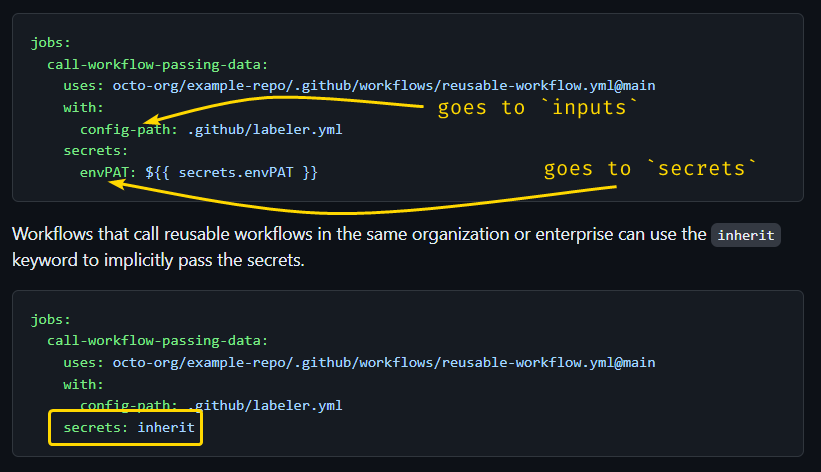 jobs:
call-workflow-passing-data:
uses: octo-org/example-repo/.github/workflows/reusable-workflow.yml@main
with:
goes to `inputs`
config-path: .github/labeler.yml
secrets:
goes to `secrets`
envPAT: ${{ secrets.envPAT }}
Workflows that call reusable workflows in the same organization or enterprise can use the inherit
keyword to implicitly pass the secrets.
jobs:
call-workflow-passing-data:
uses: octo-org/example-repo/.github/workflows/reusable-workflow.yml@main
with:
config-path: .github/labeler.yml
secrets: inherit